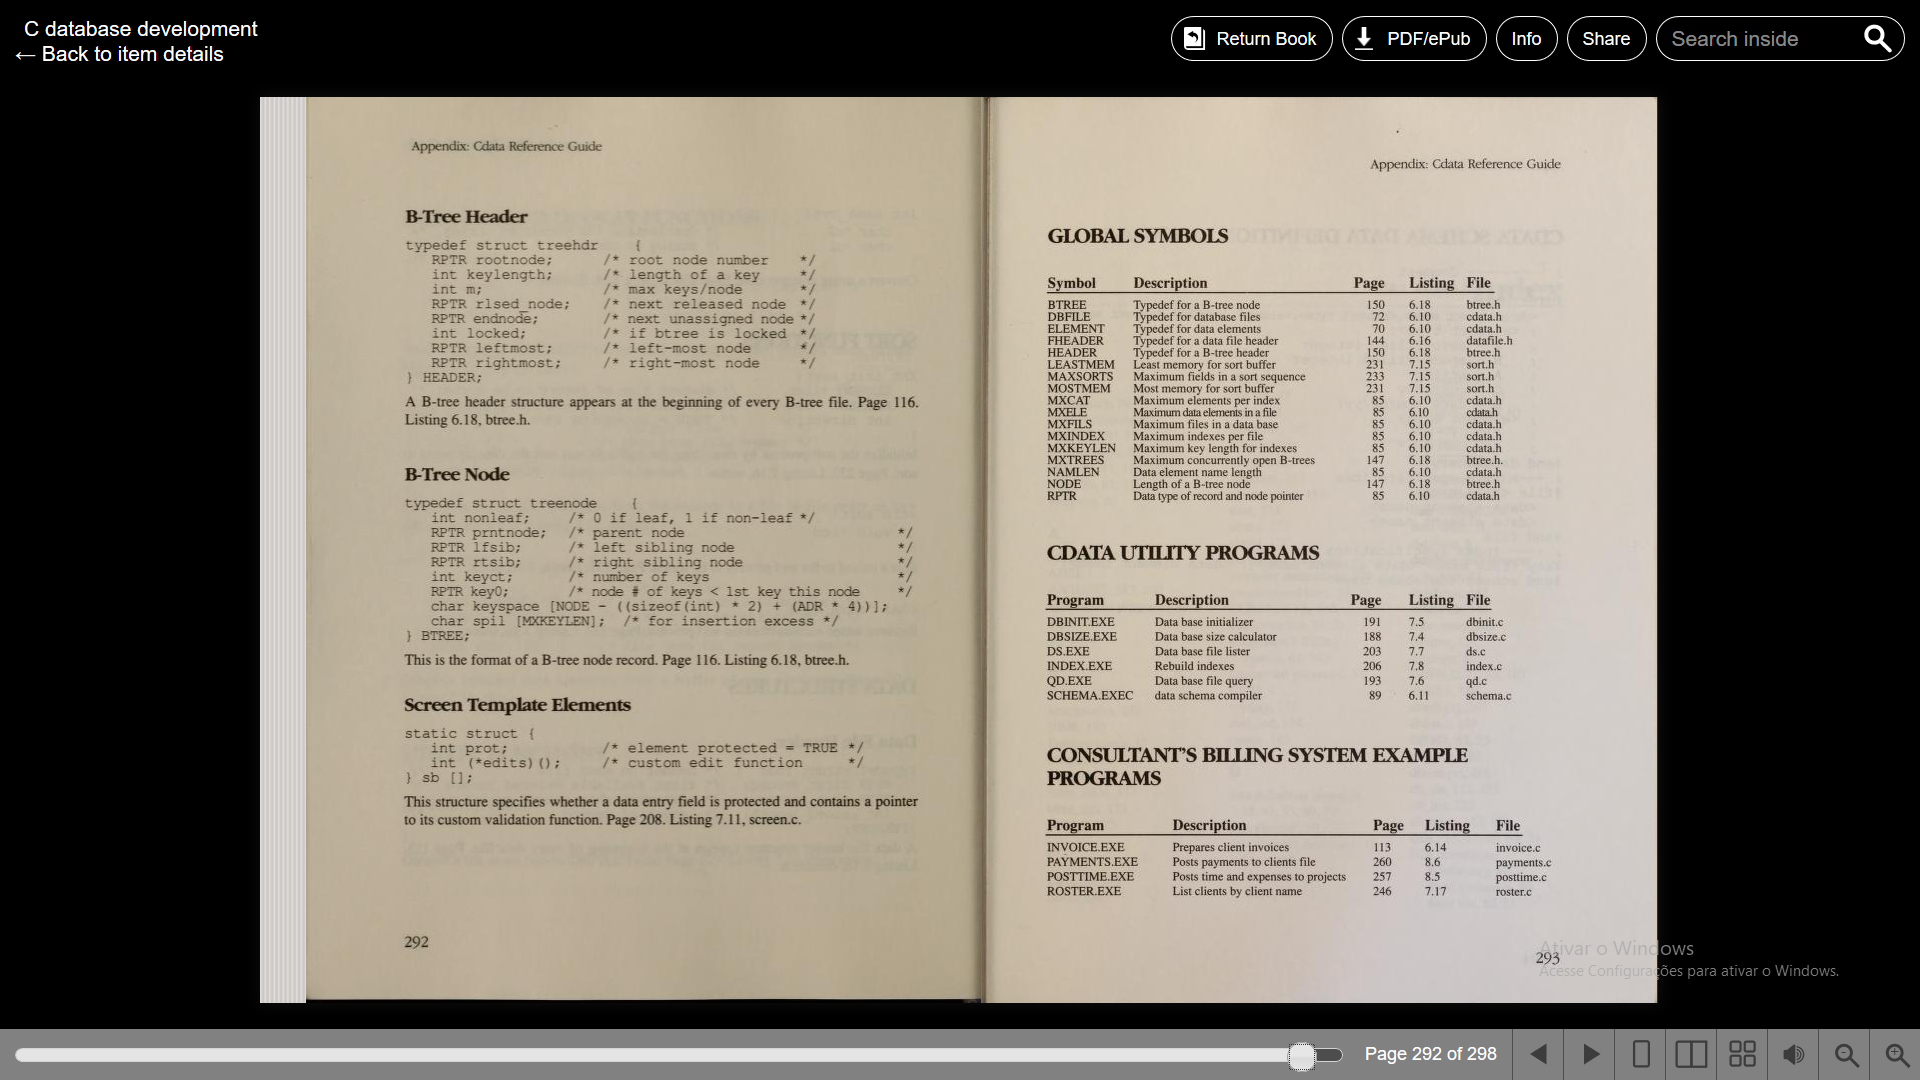 C database development
← Back to item details
Return Book
PDF/ePub
Info
Share
Search inside
Appendix: Cdata Reference Guide
B-Tree Header
typedef struct treehdr {
RPTR rootnode; /* root node number */
int keylength; /* length of a key */
int m; /* max keys/node */
RPTR rlsed_node; /* next released node */
RPTR endnode; /* next unassigned node */
int locked; /* if btree is locked */
RPTR leftmost; /* left-most node */
RPTR rightmost; /* right-most node */
} HEADER;
A B-tree header structure appears at the beginning of every B-tree file. Page 116.
Listing 6.18, btree.h.
B-Tree Node
typedef struct treenode {
int nonleaf; /* 0 if leaf, 1 if non-leaf */
RPTR prntnode; /* parent node */
RPTR lfsib; /* left sibling node */
RPTR rtsib; /* right sibling node */
int keyct; /* number of keys */
RPTR key0; /* node # of keys < 1st key this node */
char keyspace [NODE - ((sizeof(int) * 2) + (ADR * 4))];
char spil [MXKEYLEN]; /* for insertion excess */
} BTREE;
This is the format of a B-tree node record. Page 116. Listing 6.18, btree.h.
Screen Template Elements
static struct {
int prot; /* element protected = TRUE */
int (*edits)(); /* custom edit function */
} sb [];
This structure specifies whether a data entry field is protected and contains a pointer
to its custom validation function. Page 208. Listing 7.11, screen.c.
292
Appendix: Cdata Reference Guide
GLOBAL SYMBOLS
Symbol Description Page Listing File
BTREE Typedef for a B-tree node 150 6.18 btree.h
DBFILE Typedef for database files 72 6.10 cdata.h
ELEMENT Typedef for data elements 70 6.10 cdata.h
FHEADER Typedef for a data file header 144 6.16 datafile.h
HEADER Typedef for a B-tree header 150 6.18 btree.h
LEASTMEM Least memory for sort buffer 231 7.15 sort.h
MAXSORTS Maximum fields in a sort sequence 233 7.15 sort.h
MOSTMEM Most memory for sort buffer 231 7.15 sort.h
MXCAT Maximum elements per index 85 6.10 cdata.h
MXELE Maximum data elements in a file 85 6.10 cdata.h
MXFILS Maximum files in a data base 85 6.10 cdata.h
MXINDEX Maximum indexes per file 85 6.10 cdata.h
MXKEYLEN Maximum key length for indexes 85 6.10 cdata.h
MXTREES Maximum concurrently open B-trees 147 6.18 btree.h
NAMLEN Data element name length 85 6.10 cdata.h
NODE Length of a B-tree node 147 6.18 btree.h
RPTR Data type of record and node pointer 85 6.10 cdata.h
CDATA UTILITY PROGRAMS
Program Description Page Listing File
DBINIT.EXE Data base initializer 191 7.5 dbinit.c
DBSIZE.EXE Data base size calculator 188 7.4 dbsize.c
DS.EXE Data base file lister 203 7.7 ds.c
INDEX.EXE Rebuild indexes 206 7.8 index.c
QD.EXE Data base file query 193 7.6 qd.c
SCHEMA.EXEC data schema compiler 89 6.11 schema.c
CONSULTANT'S BILLING SYSTEM EXAMPLE
PROGRAMS
Program Description Page Listing File
INVOICE.EXE Prepares client invoices 113 6.14 invoice.c
PAYMENTS.EXE Posts payments to clients file 260 8.6 payments.c
POSTTIME.EXE Posts time and expenses to projects 257 8.5 posttime.c
ROSTER.EXE List clients by client name 246 7.17 roster.c
293
Ativar o Windows
Acesse Configurações para ativar o Windows.
Page 292 of 298